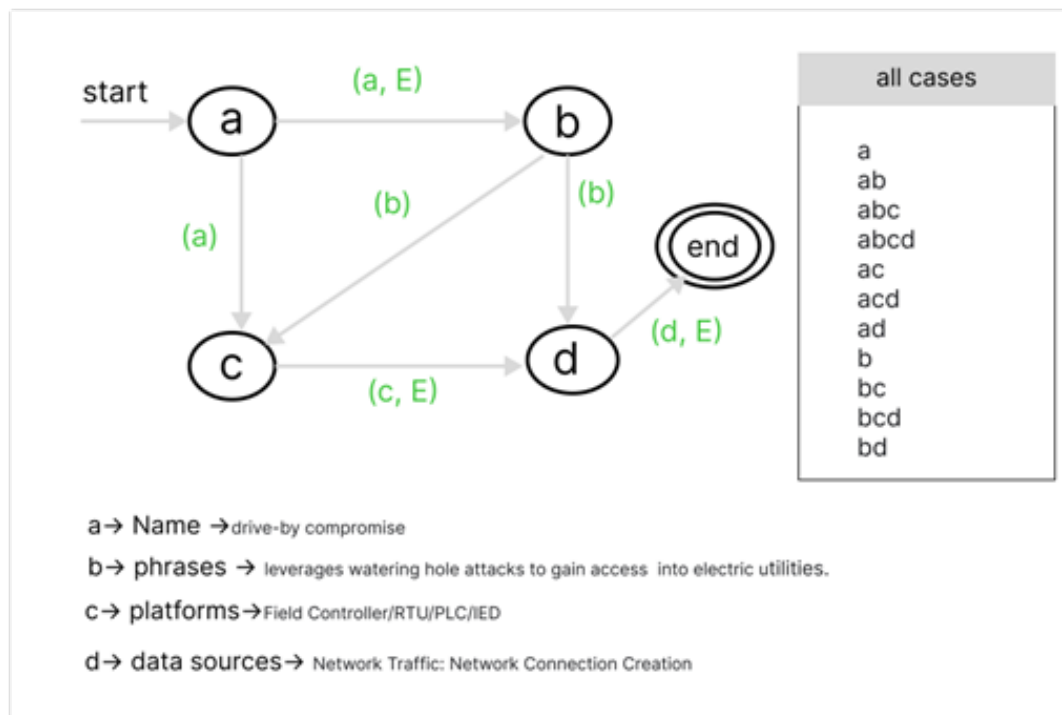 start
a
(a, E)
b
(a)
(b)
(b)
end
c
(c, E)
d
(d, E)
all cases
a
ab
abc
abcd
ac
acd
ad
b
bc
bcd
bd
a→ Name →drive-by compromise
b→ phrases → leverages watering hole attacks to gain access into electric utilities.
c→ platforms→Field Controller/RTU/PLC/IED
d→ data sources→ Network Traffic: Network Connection Creation